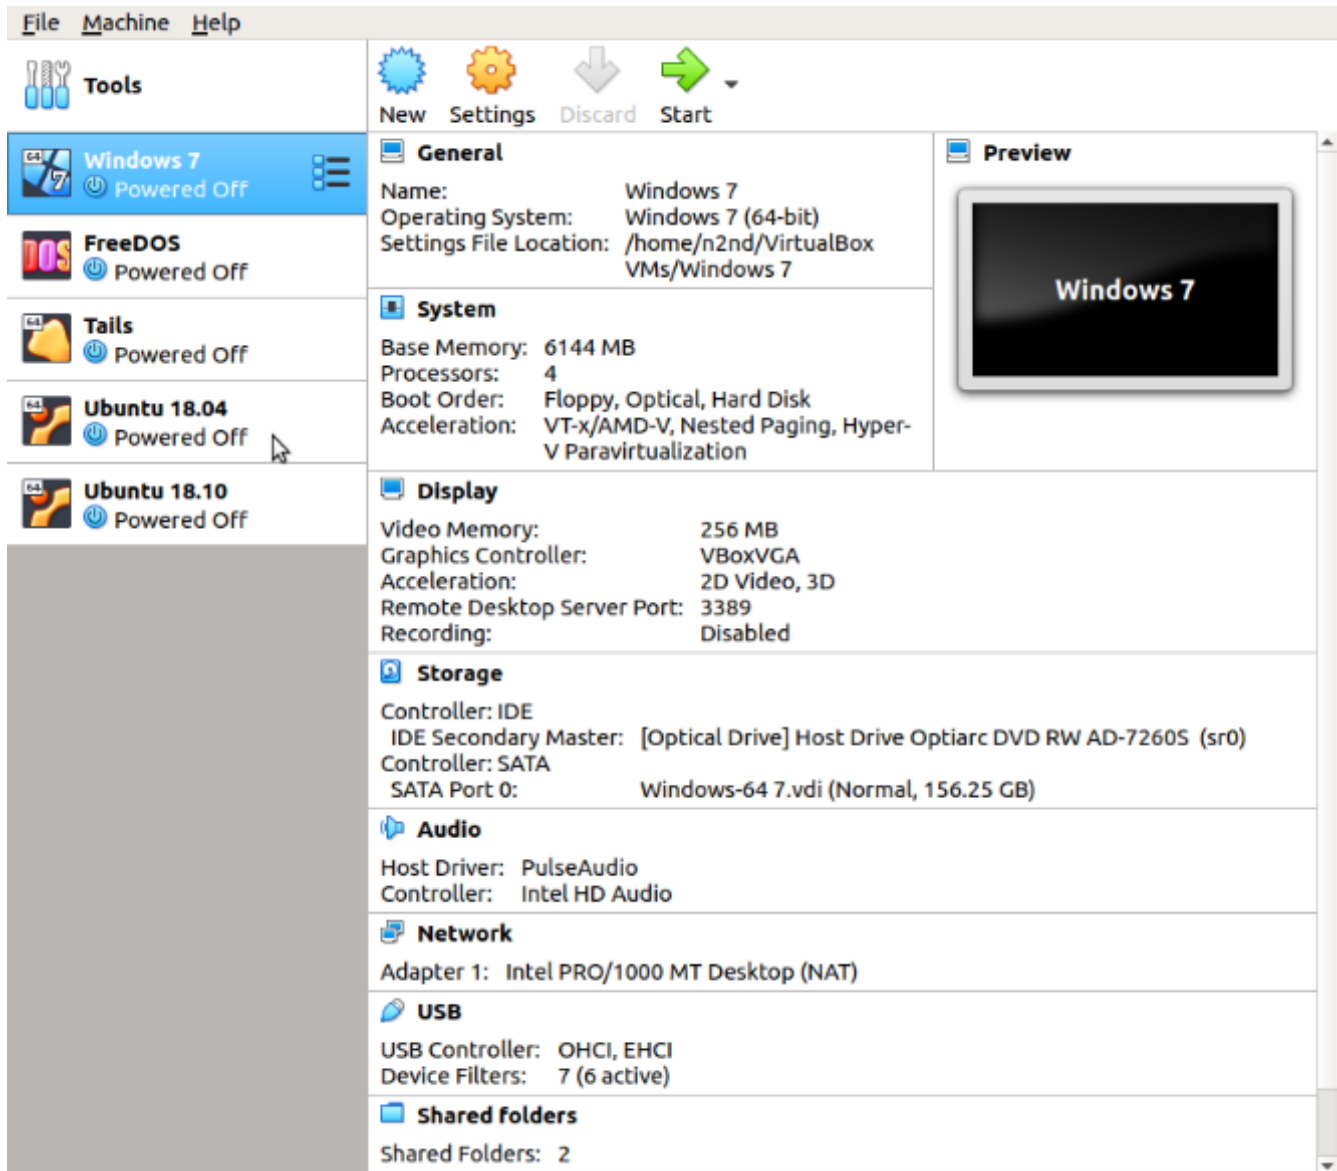 File Machine Help
Tools
New Settings Discard Start
64 7 Windows 7
Powered Off
DOS FreeDOS
Powered Off
64 Tails
Powered Off
64 Ubuntu 18.04
Powered Off
64 Ubuntu 18.10
Powered Off
General
Name: Windows 7
Operating System: Windows 7 (64-bit)
Settings File Location: /home/n2nd/VirtualBox
VMs/Windows 7
Preview
Windows 7
System
Base Memory: 6144 MB
Processors: 4
Boot Order: Floppy, Optical, Hard Disk
Acceleration: VT-x/AMD-V, Nested Paging, Hyper-
V Paravirtualization
Display
Video Memory: 256 MB
Graphics Controller: VBoxVGA
Acceleration: 2D Video, 3D
Remote Desktop Server Port: 3389
Recording: Disabled
Storage
Controller: IDE
IDE Secondary Master: [Optical Drive] Host Drive Optiarc DVD RW AD-7260S (sr0)
Controller: SATA
SATA Port 0: Windows-64 7.vdi (Normal, 156.25 GB)
Audio
Host Driver: PulseAudio
Controller: Intel HD Audio
Network
Adapter 1: Intel PRO/1000 MT Desktop (NAT)
USB
USB Controller: OHCI, EHCI
Device Filters: 7 (6 active)
Shared folders
Shared Folders: 2